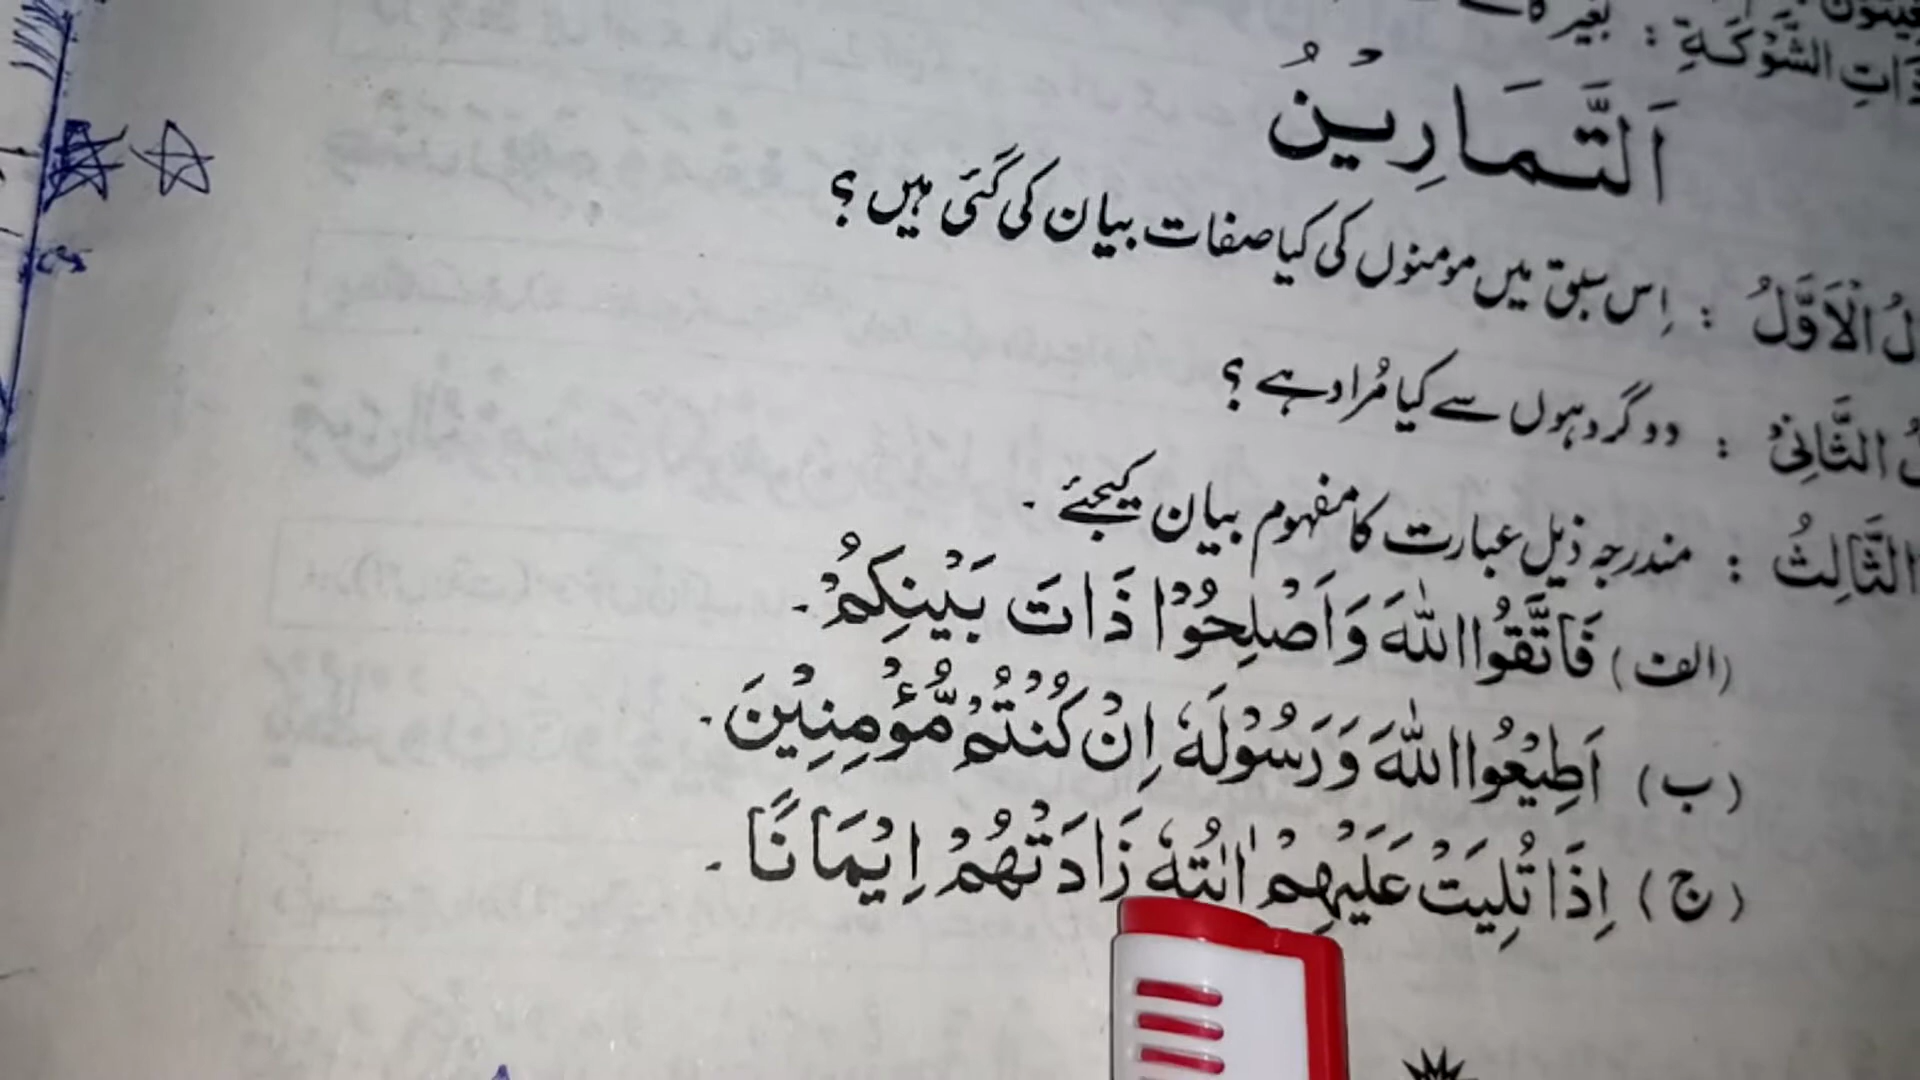 ذَاتِ الشَّوْكَةِ : بغیر
اَلتَّمَارِيْنُ
لُ الْاَوَّلُ : اِس سبق میں مومنوں کی کیا صفات بیان کی گئی ہیں ؟
لُ الثَّانِيْ : دو گروہوں سے کیا مُراد ہے ؟
الثَّالِثُ : مندرجہ ذیل عبارت کا مفہوم بیان کیجئے ۔
(الف) فَاتَّقُوا اللّٰهَ وَاَصْلِحُوْا ذَاتَ بَيْنِكُمْ ۔
(ب) اَطِيْعُوا اللّٰهَ وَرَسُوْلَهٗ اِنْ كُنْتُمْ مُّؤْمِنِيْنَ ۔
(ج) اِذَا تُلِيَتْ عَلَيْهِمْ اٰيٰتُهٗ زَادَتْهُمْ اِيْمَانًا ۔